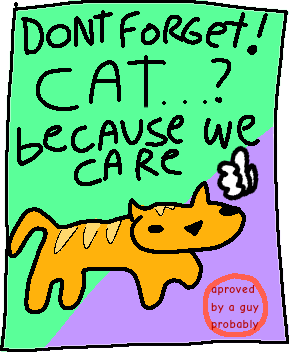 DONT FORGET!
CAT...?
because we
CARE
aproved
by a guy
probably